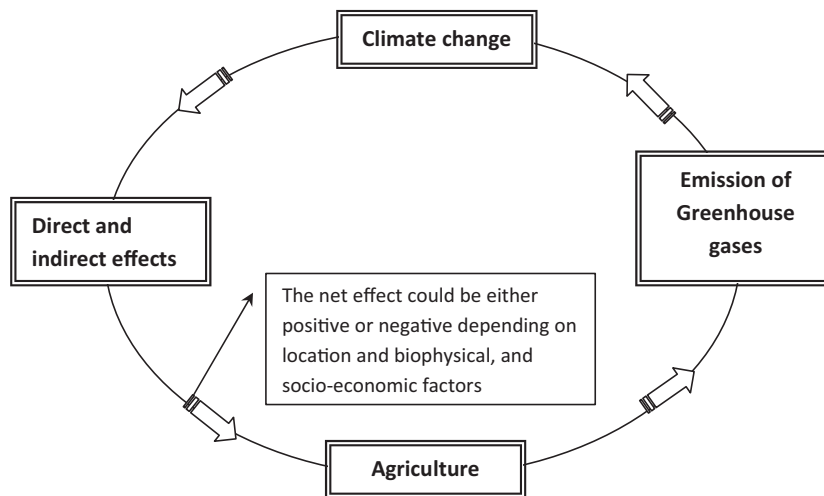 Climate change
Emission of
Greenhouse
gases
Direct and
indirect effects
The net effect could be either
positive or negative depending on
location and biophysical, and
socio-economic factors
Agriculture